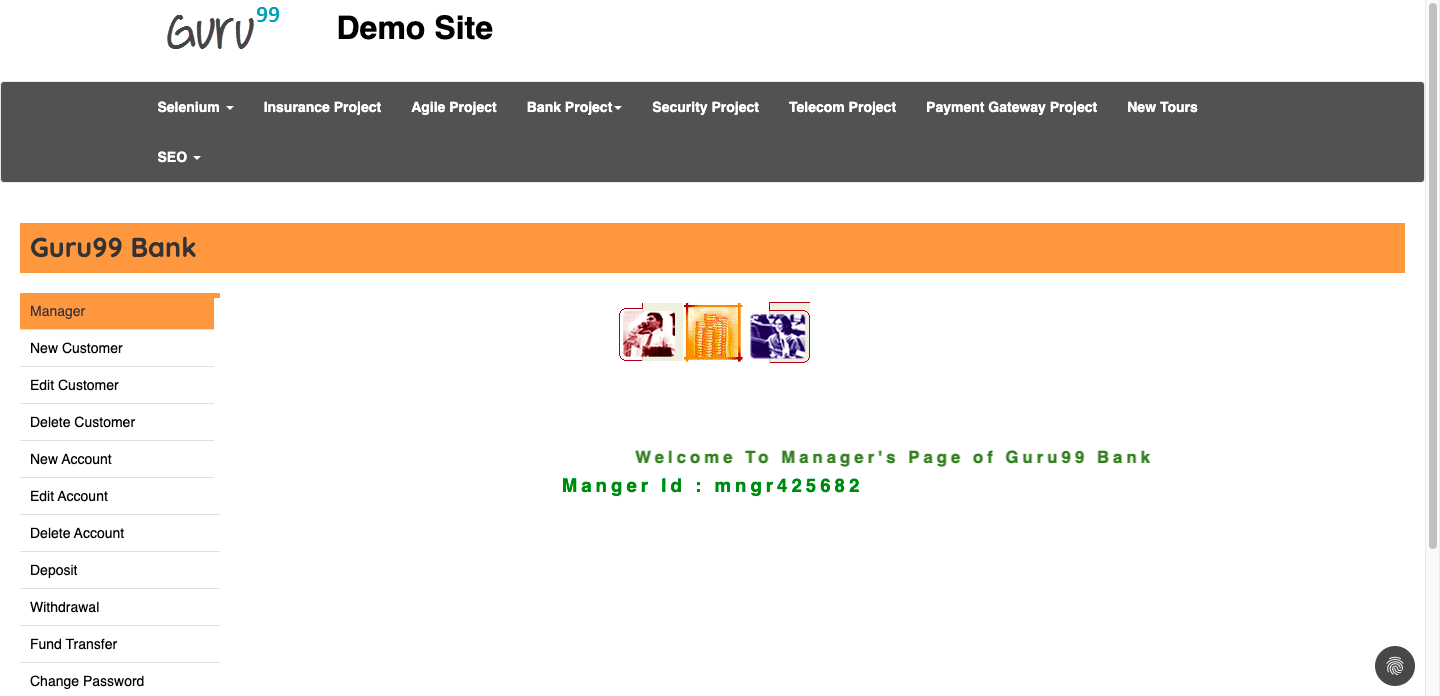 Guru99 Demo Site
Selenium Insurance Project Agile Project Bank Project Security Project Telecom Project Payment Gateway Project New Tours
SEO
Guru99 Bank
Manager
New Customer
Edit Customer
Delete Customer
New Account
Edit Account
Delete Account
Deposit
Withdrawal
Fund Transfer
Change Password
Welcome To Manager's Page of Guru99 Bank
Manger Id : mngr425682